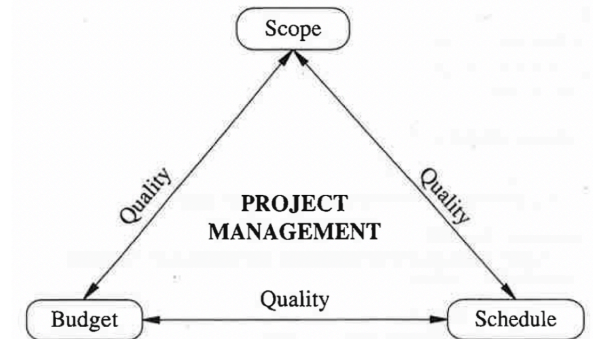 Scope
Quality
Quality
PROJECT
MANAGEMENT
Quality
Budget
Schedule